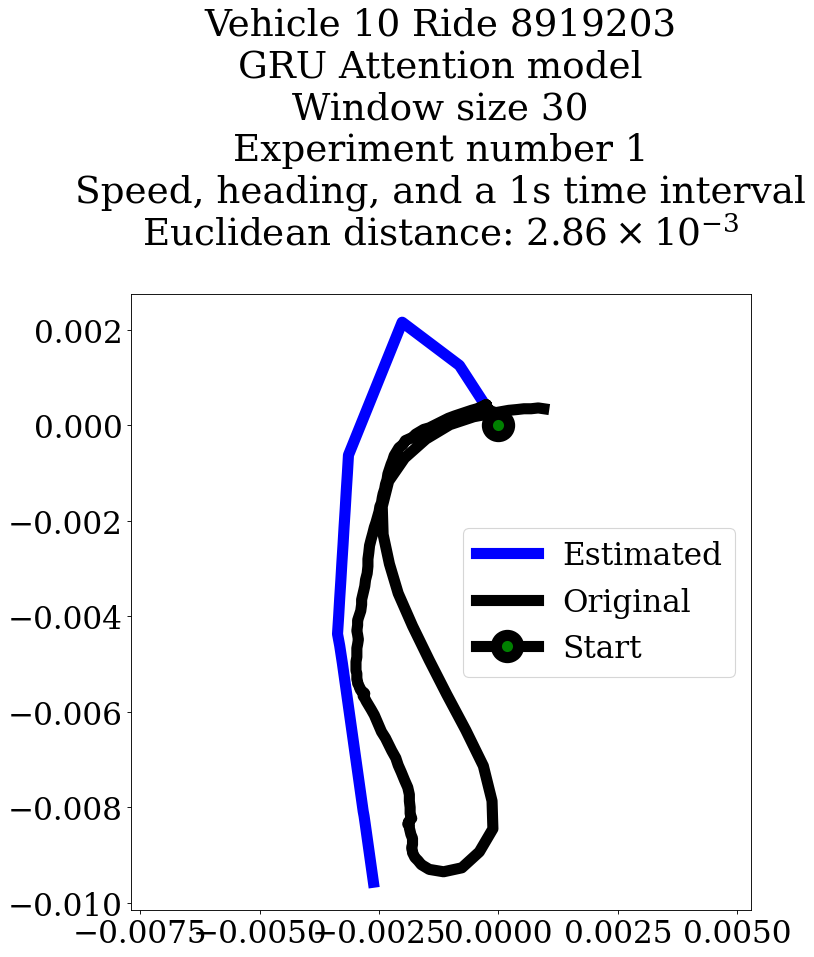 Vehicle 10 Ride 8919203
GRU Attention model
Window size 30
Experiment number 1
Speed, heading, and a 1s time interval
Euclidean distance: 2.86 × 10⁻³
0.002
0.000
−0.002
−0.004
−0.006
−0.008
−0.010
Estimated
Original
Start
−0.0075 −0.0050 −0.0025 0.0000 0.0025 0.0050